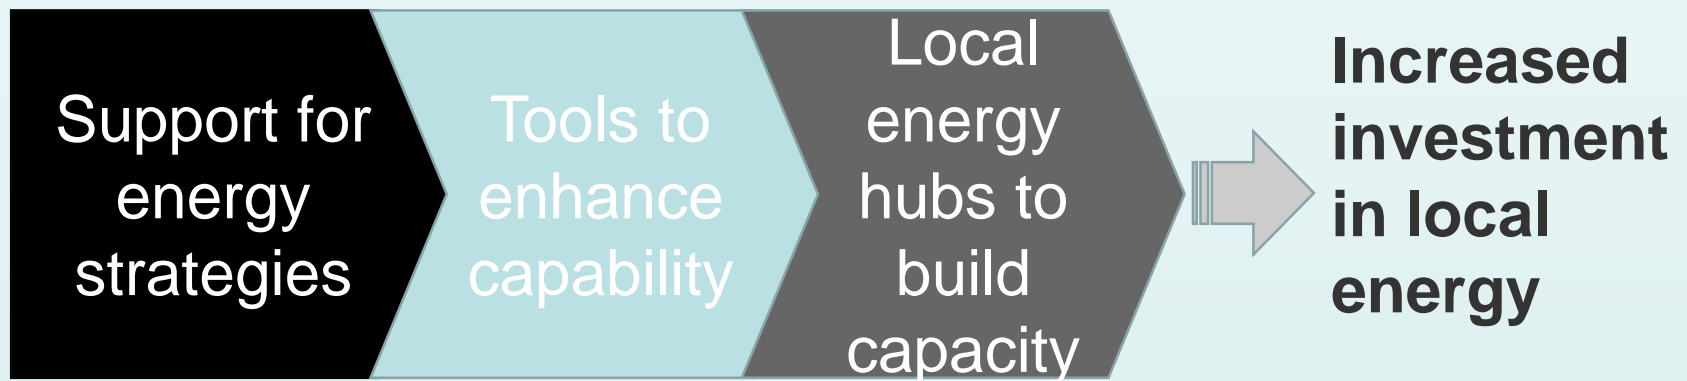 Support for
energy
strategies
Tools to
enhance
capability
Local
energy
hubs to
build
capacity
Increased
investment
in local
energy